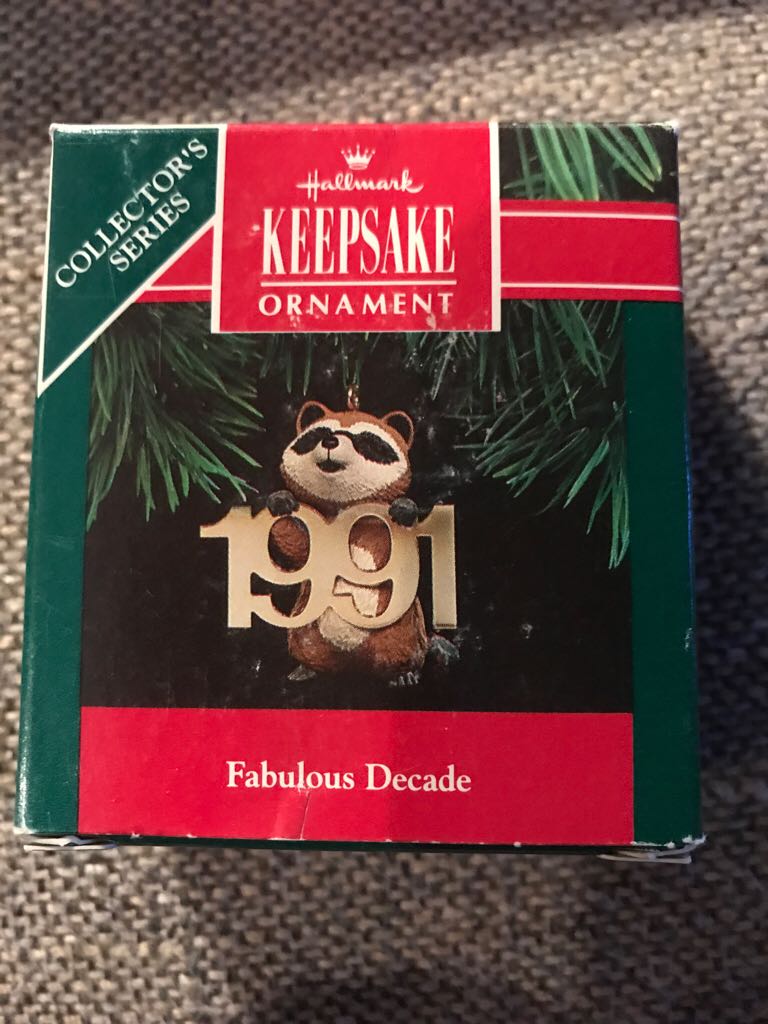 COLLECTOR'S
SERIES
Hallmark
KEEPSAKE
ORNAMENT
1991
Fabulous Decade